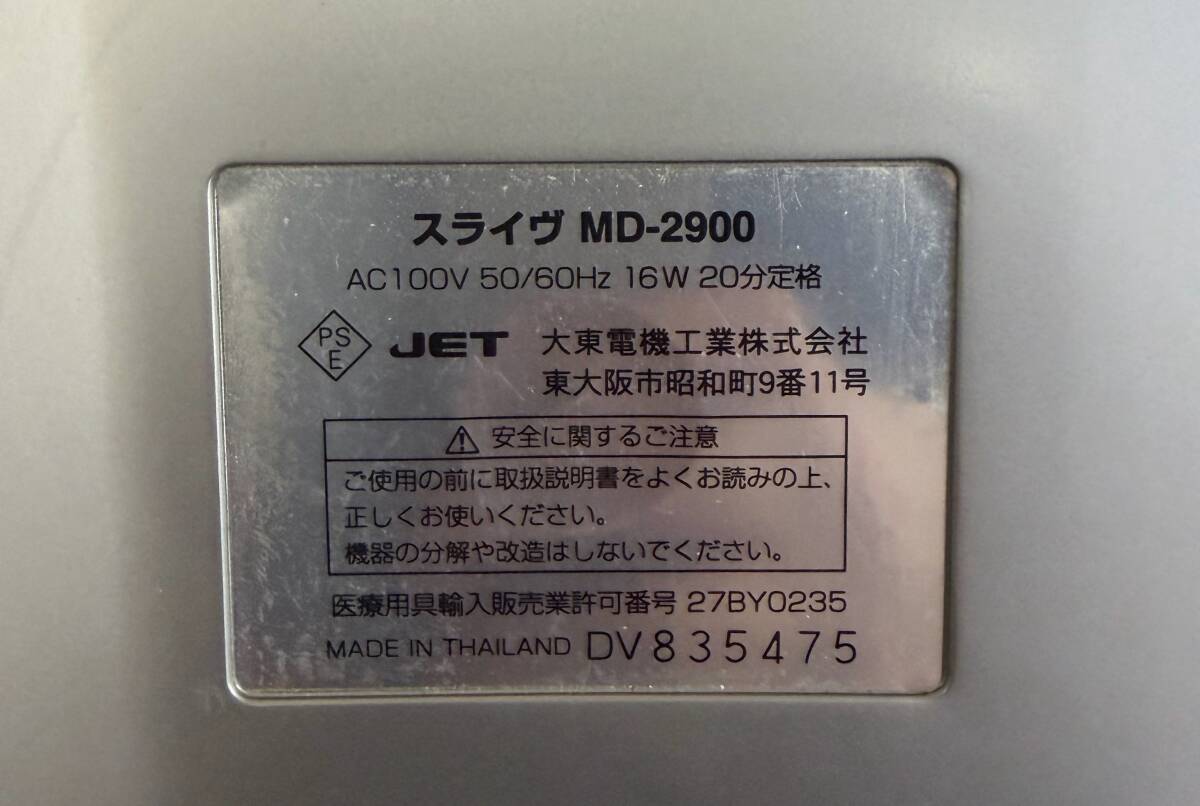 スライヴ MD-2900
AC100V 50/60Hz 16W 20分定格
PS
E
JET 大東電機工業株式会社
東大阪市昭和町9番11号
安全に関するご注意
ご使用の前に取扱説明書をよくお読みの上、
正しくお使いください。
機器の分解や改造はしないでください。
医療用具輸入販売業許可番号 27BY0235
MADE IN THAILAND DV835475